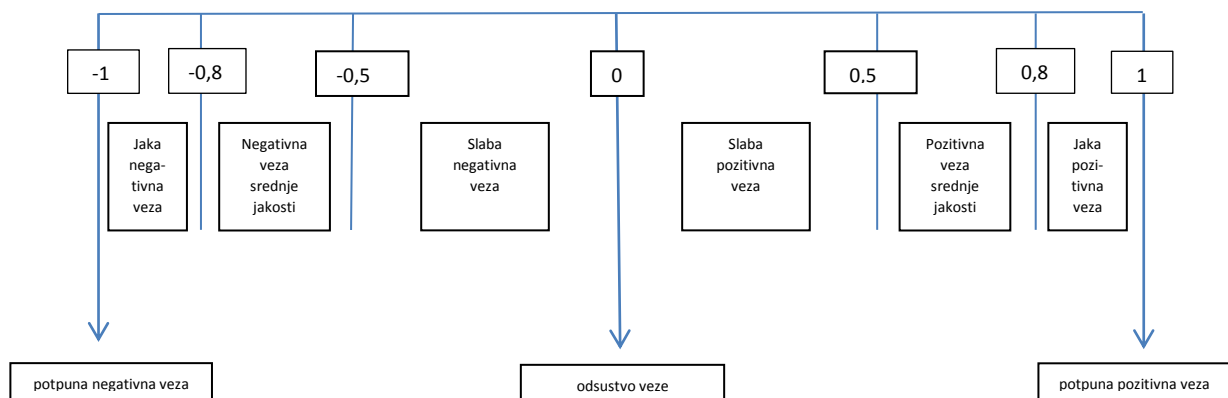 -1
-0,8
-0,5
0
0,5
0,8
1
Jaka
nega-
tivna
veza
Negativna
veza
srednje
jakosti
Slaba
negativna
veza
Slaba
pozitivna
veza
Pozitivna
veza
srednje
jakosti
Jaka
pozi-
tivna
veza
potpuna negativna veza
odsustvo veze
potpuna pozitivna veza